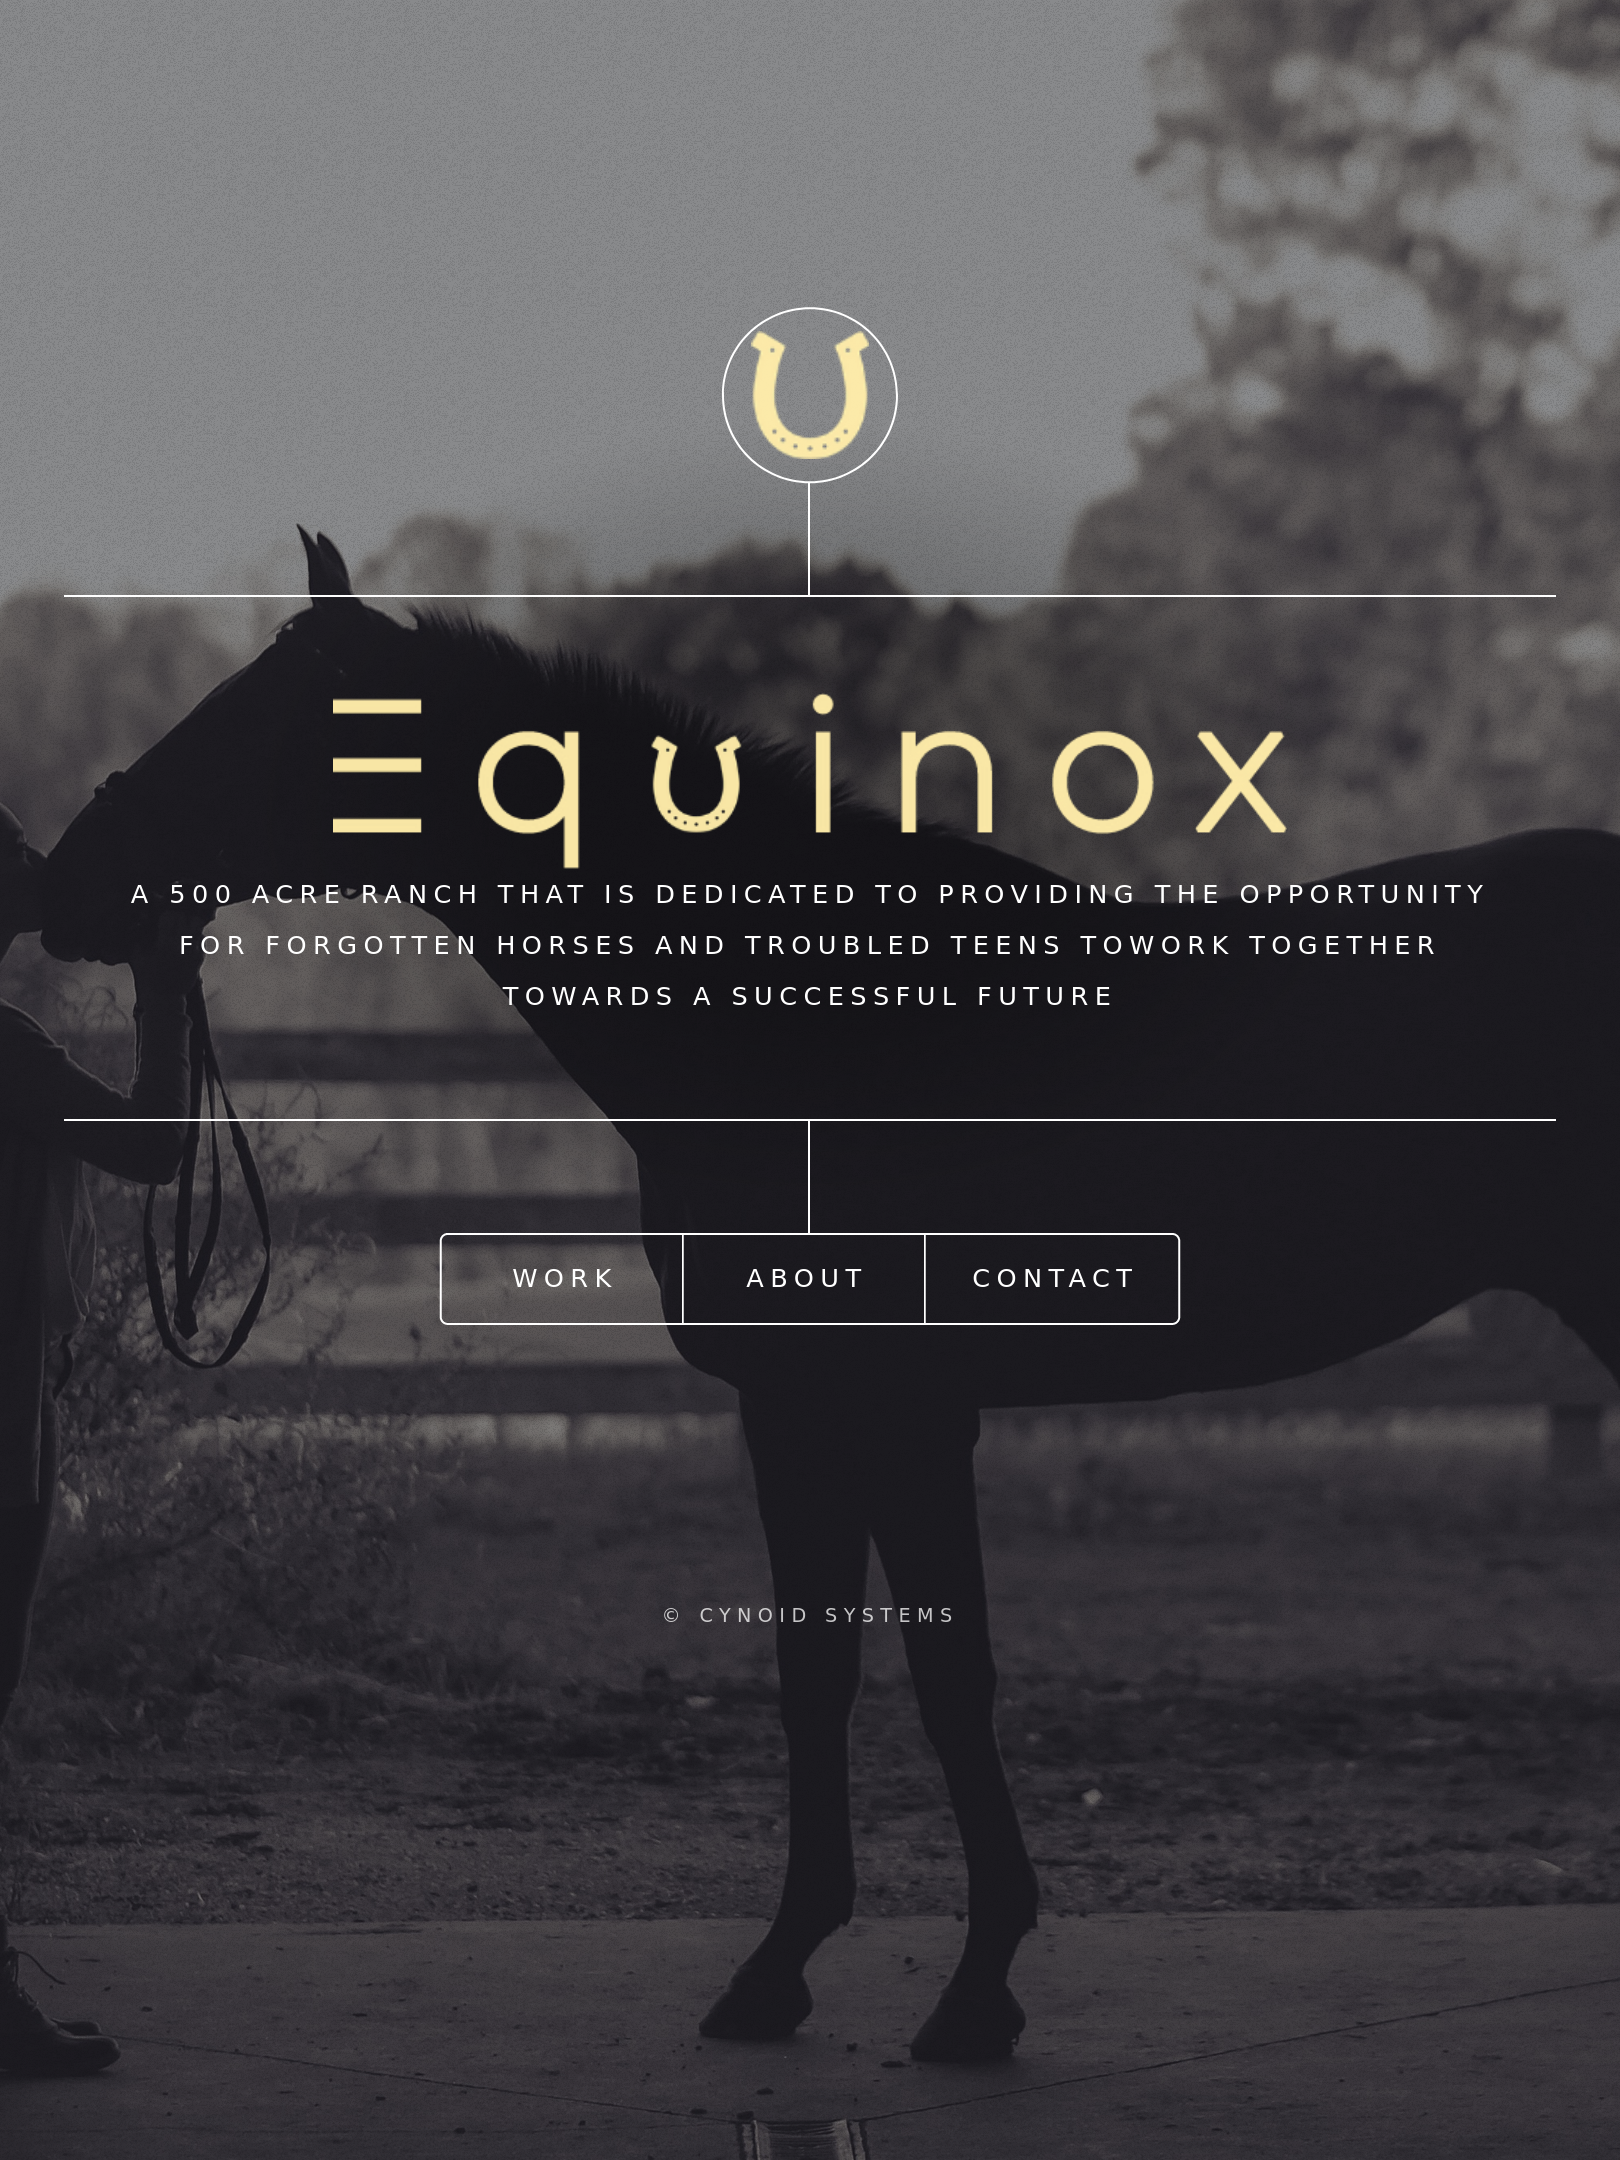 Equinox
A 500 ACRE RANCH THAT IS DEDICATED TO PROVIDING THE OPPORTUNITY
FOR FORGOTTEN HORSES AND TROUBLED TEENS TOWORK TOGETHER
TOWARDS A SUCCESSFUL FUTURE
WORK ABOUT CONTACT
© CYNOID SYSTEMS